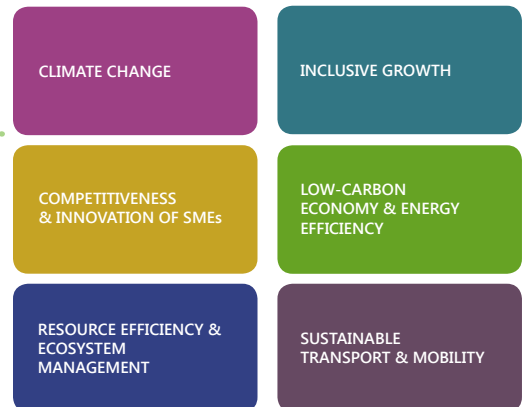 CLIMATE CHANGE
INCLUSIVE GROWTH
COMPETITIVENESS
& INNOVATION OF SMEs
LOW-CARBON
ECONOMY & ENERGY
EFFICIENCY
RESOURCE EFFICIENCY &
ECOSYSTEM
MANAGEMENT
SUSTAINABLE
TRANSPORT & MOBILITY